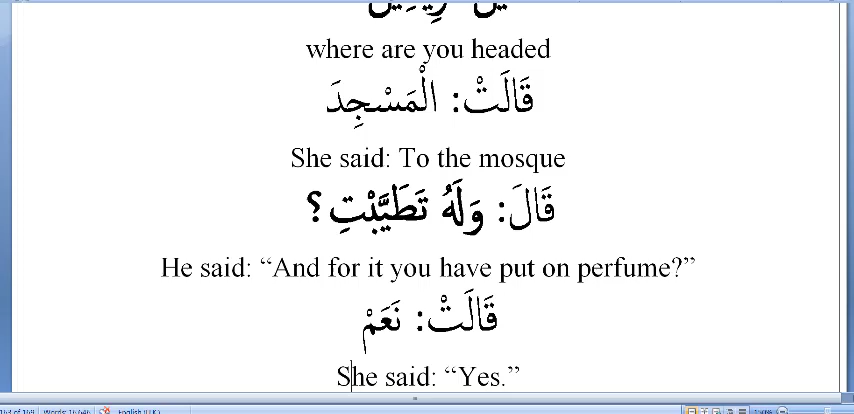 where are you headed
قَالَتْ: الْمَسْجِدَ
She said: To the mosque
قَالَ: وَلَهُ تَطَيَّبْتِ؟
He said: “And for it you have put on perfume?”
قَالَتْ: نَعَمْ
She said: “Yes.”